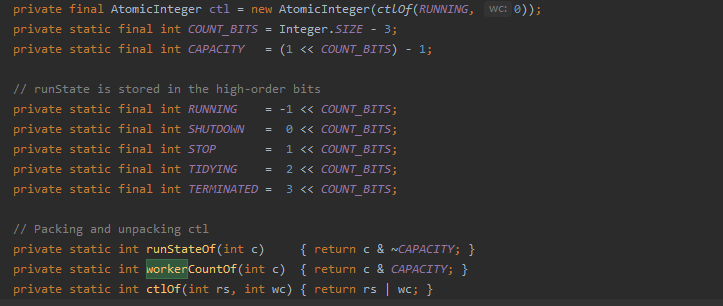 private final AtomicInteger ctl = new AtomicInteger(ctlOf(RUNNING, wc: 0));
private static final int COUNT_BITS = Integer.SIZE - 3;
private static final int CAPACITY   = (1 << COUNT_BITS) - 1;
// runState is stored in the high-order bits
private static final int RUNNING    = -1 << COUNT_BITS;
private static final int SHUTDOWN   =  0 << COUNT_BITS;
private static final int STOP       =  1 << COUNT_BITS;
private static final int TIDYING    =  2 << COUNT_BITS;
private static final int TERMINATED =  3 << COUNT_BITS;
// Packing and unpacking ctl
private static int runStateOf(int c)     { return c & ~CAPACITY; }
private static int workerCountOf(int c)  { return c & CAPACITY; }
private static int ctlOf(int rs, int wc) { return rs | wc; }